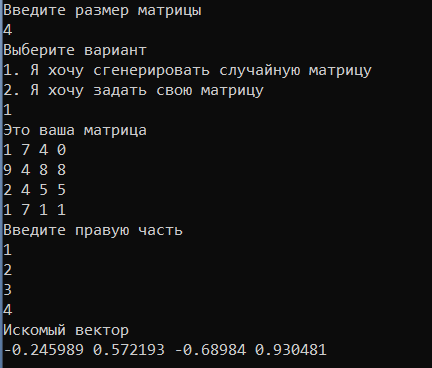 Введите размер матрицы
4
Выберите вариант
1. Я хочу сгенерировать случайную матрицу
2. Я хочу задать свою матрицу
1
Это ваша матрица
1 7 4 0
9 4 8 8
2 4 5 5
1 7 1 1
Введите правую часть
1
2
3
4
Искомый вектор
-0.245989 0.572193 -0.68984 0.930481